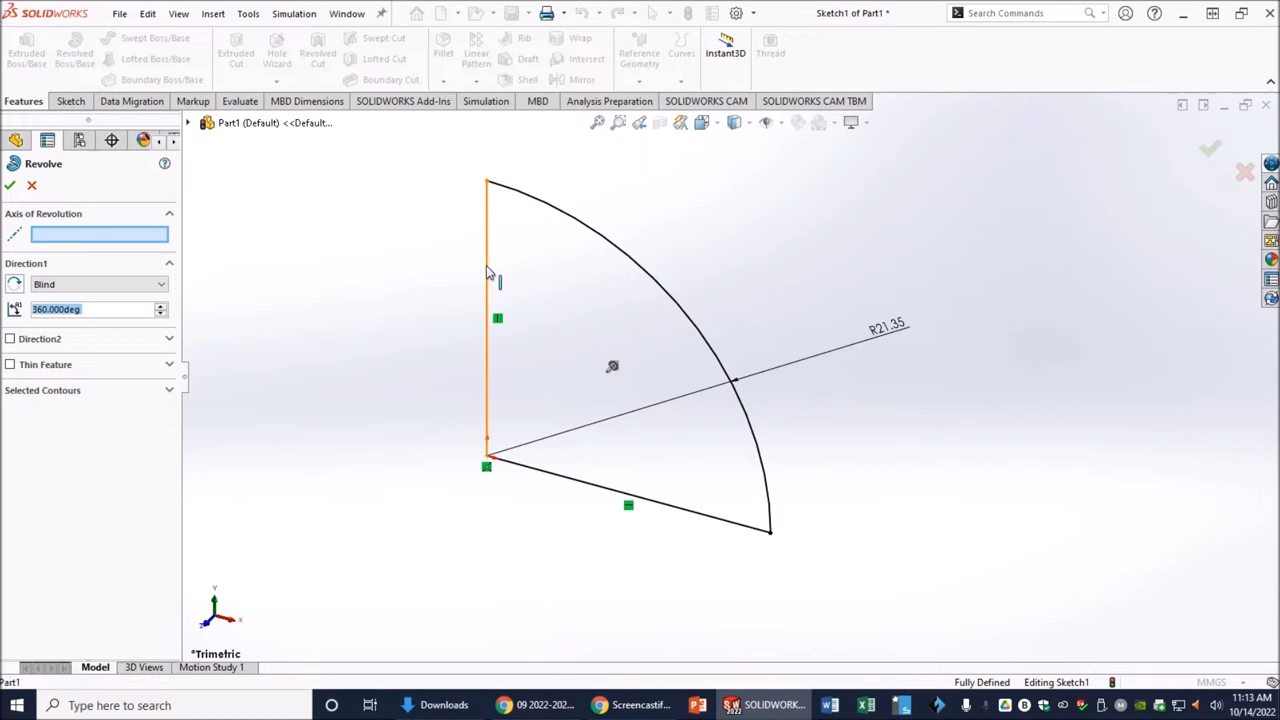 SOLIDWORKS File Edit View Insert Tools Simulation Window Sketch1 of Part1 * Search Commands
Extruded Boss/Base Revolved Boss/Base Swept Boss/Base Lofted Boss/Base Boundary Boss/Base Extruded Cut Hole Wizard Revolved Cut Swept Cut Lofted Cut Boundary Cut Fillet Linear Pattern Rib Draft Shell Wrap Intersect Mirror Reference Geometry Curves Instant3D Thread
Features Sketch Data Migration Markup Evaluate MBD Dimensions SOLIDWORKS Add-Ins Simulation MBD Analysis Preparation SOLIDWORKS CAM SOLIDWORKS CAM TBM
Part1 (Default) <<Default...
Revolve
Axis of Revolution
Direction1
Blind
360.000deg
Direction2
Thin Feature
Selected Contours
R21.35
Y
X
Z
*Trimetric
Model 3D Views Motion Study 1
Part1 Fully Defined Editing Sketch1 MMGS
Type here to search Downloads 09 2022-202... Screencastif... SOLIDWORK... 11:13 AM
10/14/2022